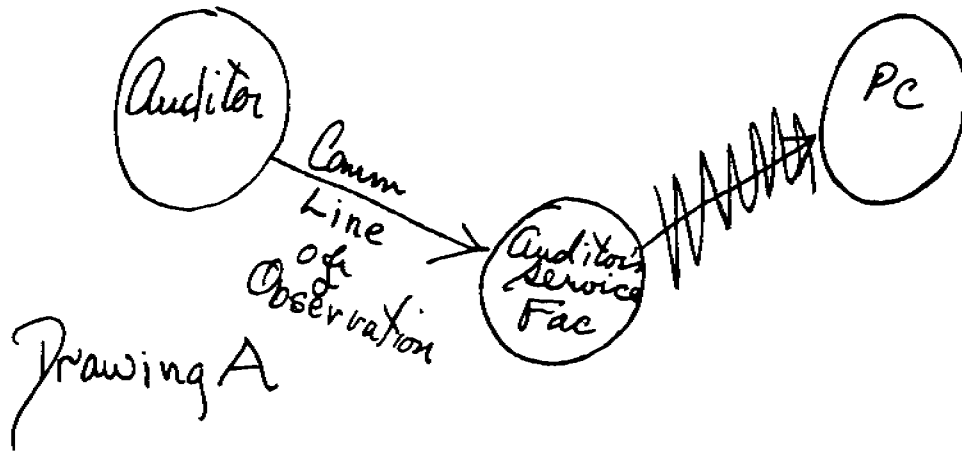 Auditor
PC
Comm
Line
of
Observation
Auditor's
Service
Fac
Drawing A